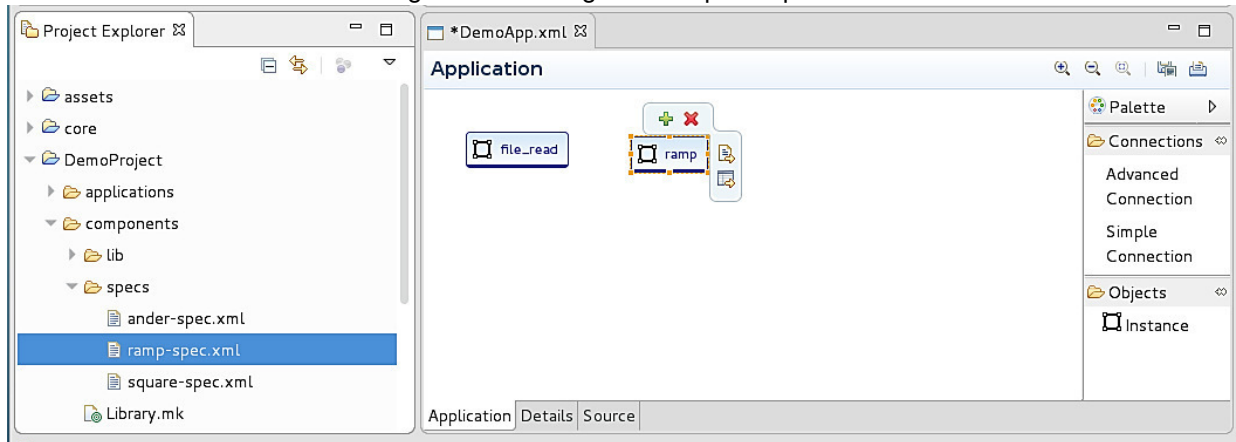 Project Explorer
assets
core
DemoProject
applications
components
lib
specs
ander-spec.xml
ramp-spec.xml
square-spec.xml
Library.mk
*DemoApp.xml
Application
file_read
ramp
Palette
Connections
Advanced
Connection
Simple
Connection
Objects
Instance
Application Details Source